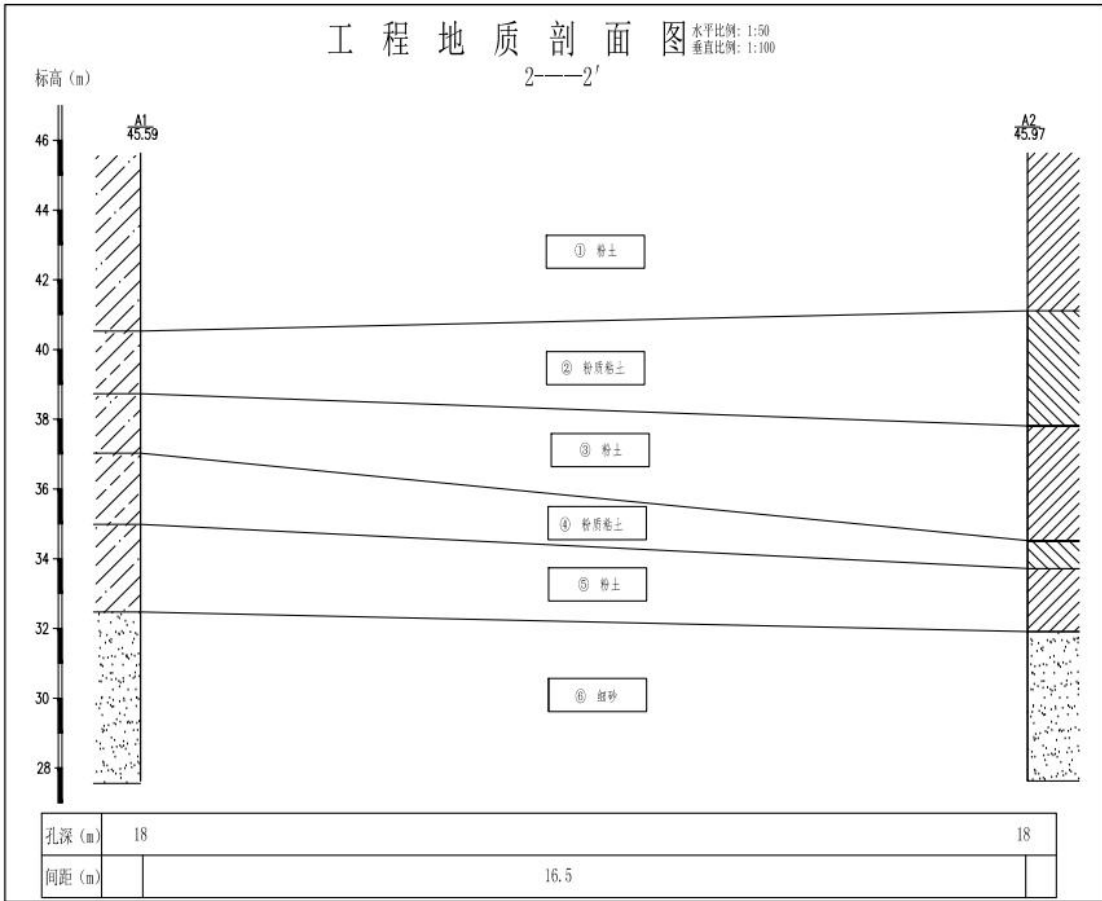 工程地质剖面图
水平比例: 1:50
垂直比例: 1:100
2——2′
标高 (m)
A1
45.59
A2
45.97
46
44
42
40
38
36
34
32
30
28
① 粉土
② 粉质粘土
③ 粉土
④ 粉质粘土
⑤ 粉土
⑥ 细砂
孔深 (m) 18 18
间距 (m) 16.5